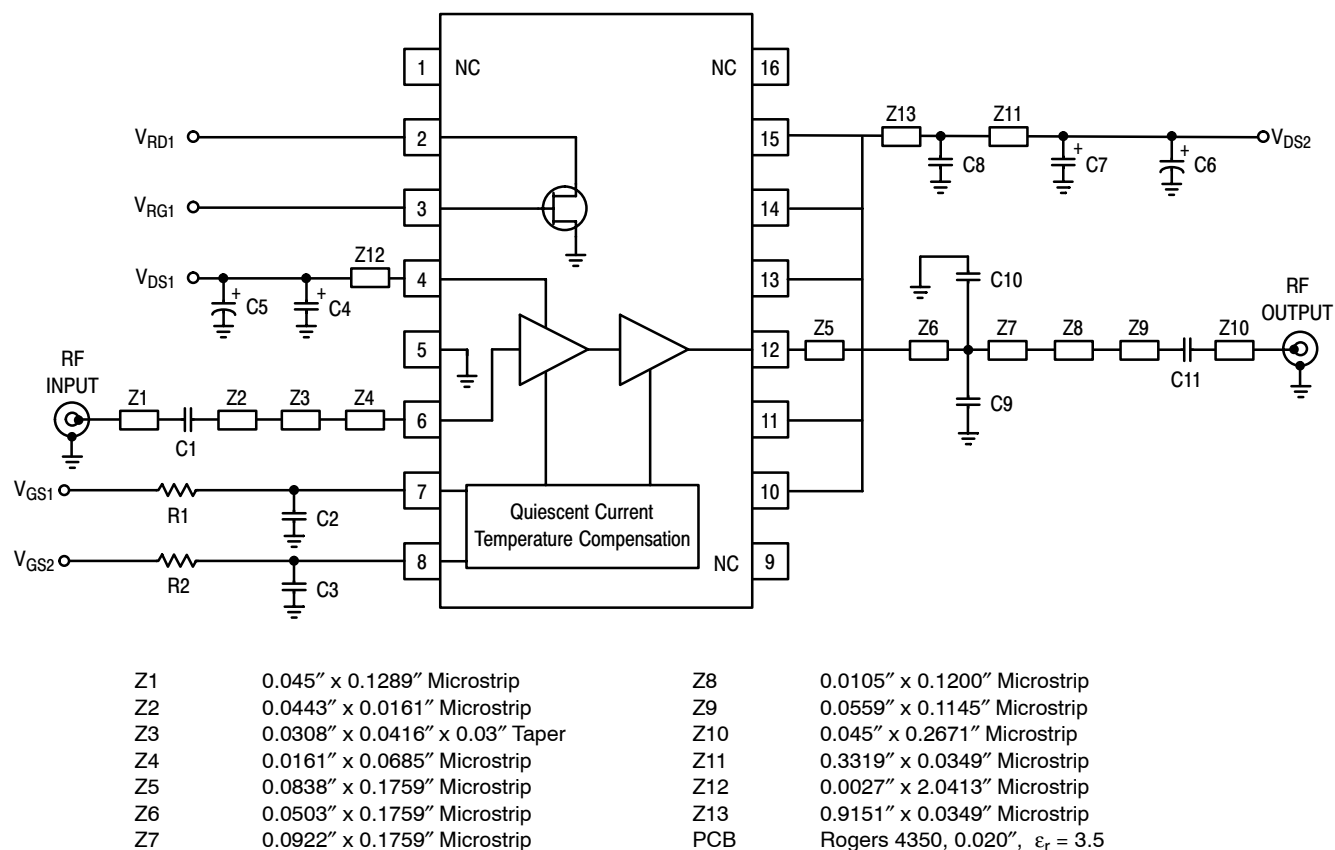 1 NC NC 16
V_RD1 2 15 Z13 Z11 V_DS2
C8 + C7 + C6
V_RG1 3 14
V_DS1 Z12 4 13
+ C5 + C4 C10
5 12 Z5 Z6 Z7 Z8 Z9 Z10 RF OUTPUT
RF INPUT Z1 Z2 Z3 Z4 6 11 C9 C11
C1
V_GS1 R1 C2 7 10
Quiescent Current
Temperature Compensation
V_GS2 R2 C3 8 NC 9
Z1 0.045″ x 0.1289″ Microstrip
Z2 0.0443″ x 0.0161″ Microstrip
Z3 0.0308″ x 0.0416″ x 0.03″ Taper
Z4 0.0161″ x 0.0685″ Microstrip
Z5 0.0838″ x 0.1759″ Microstrip
Z6 0.0503″ x 0.1759″ Microstrip
Z7 0.0922″ x 0.1759″ Microstrip
Z8 0.0105″ x 0.1200″ Microstrip
Z9 0.0559″ x 0.1145″ Microstrip
Z10 0.045″ x 0.2671″ Microstrip
Z11 0.3319″ x 0.0349″ Microstrip
Z12 0.0027″ x 2.0413″ Microstrip
Z13 0.9151″ x 0.0349″ Microstrip
PCB Rogers 4350, 0.020″, ε_r = 3.5